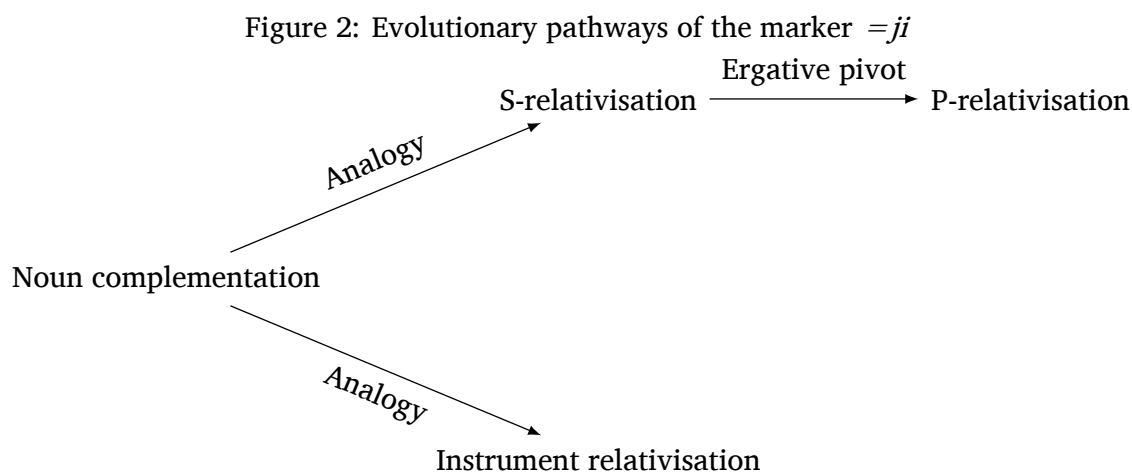 Figure 2: Evolutionary pathways of the marker =ji
Ergative pivot
S-relativisation
P-relativisation
Analogy
Noun complementation
Analogy
Instrument relativisation